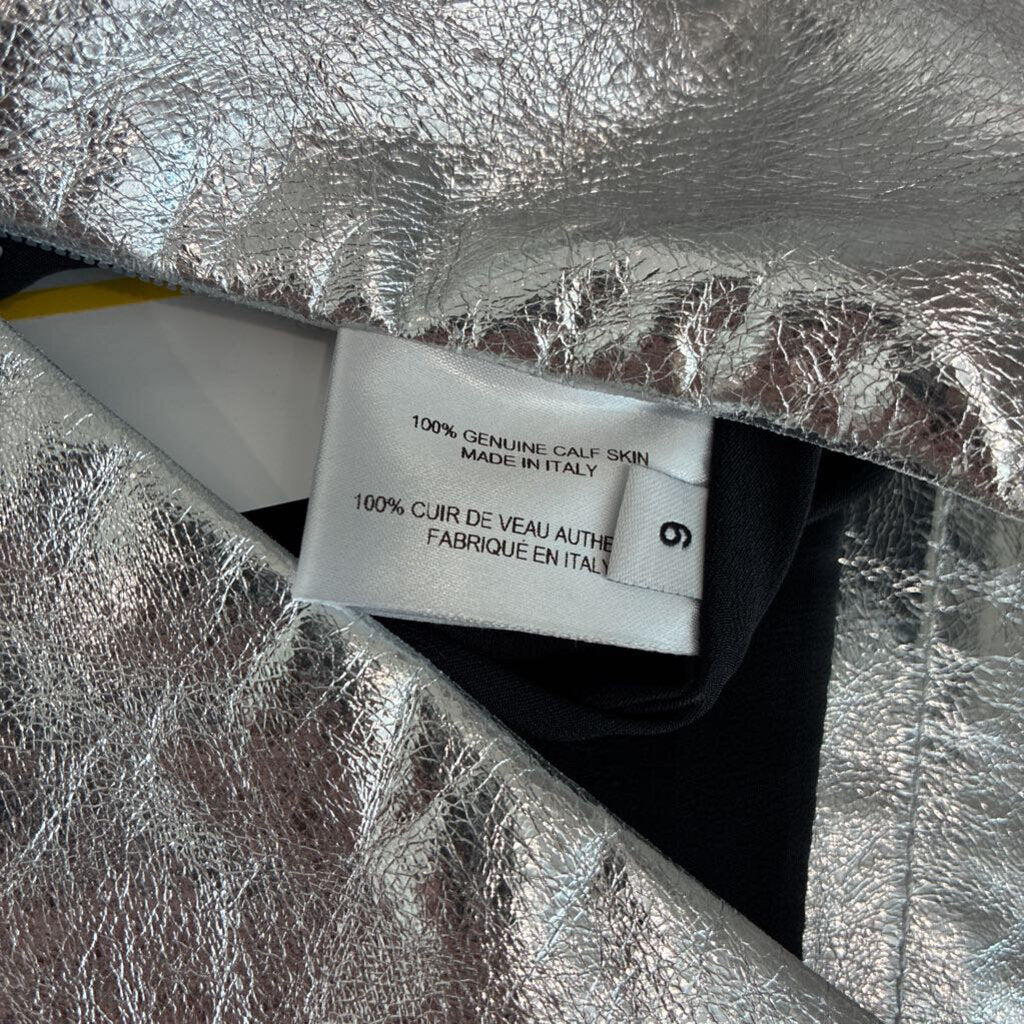 100% GENUINE CALF SKIN
MADE IN ITALY
100% CUIR DE VEAU AUTHE
FABRIQUÉ EN ITALY
6